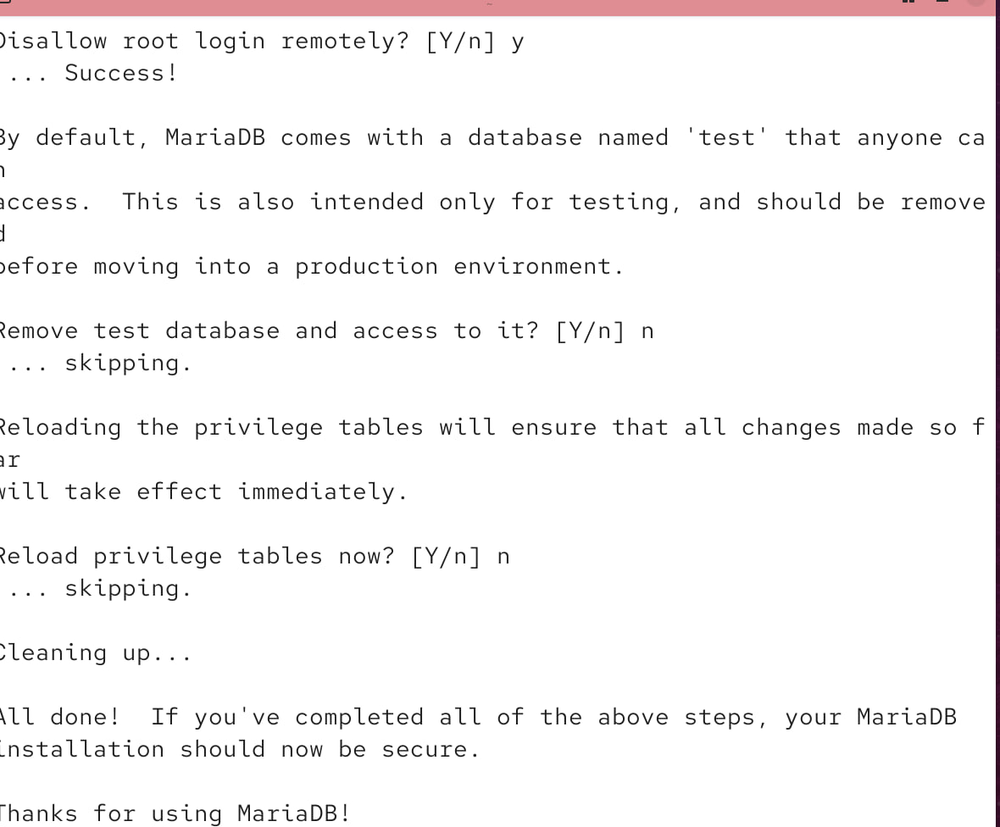 Disallow root login remotely? [Y/n] y
... Success!
By default, MariaDB comes with a database named 'test' that anyone ca
n
access.  This is also intended only for testing, and should be remove
d
before moving into a production environment.
Remove test database and access to it? [Y/n] n
... skipping.
Reloading the privilege tables will ensure that all changes made so f
ar
will take effect immediately.
Reload privilege tables now? [Y/n] n
... skipping.
Cleaning up...
All done!  If you've completed all of the above steps, your MariaDB
installation should now be secure.
Thanks for using MariaDB!